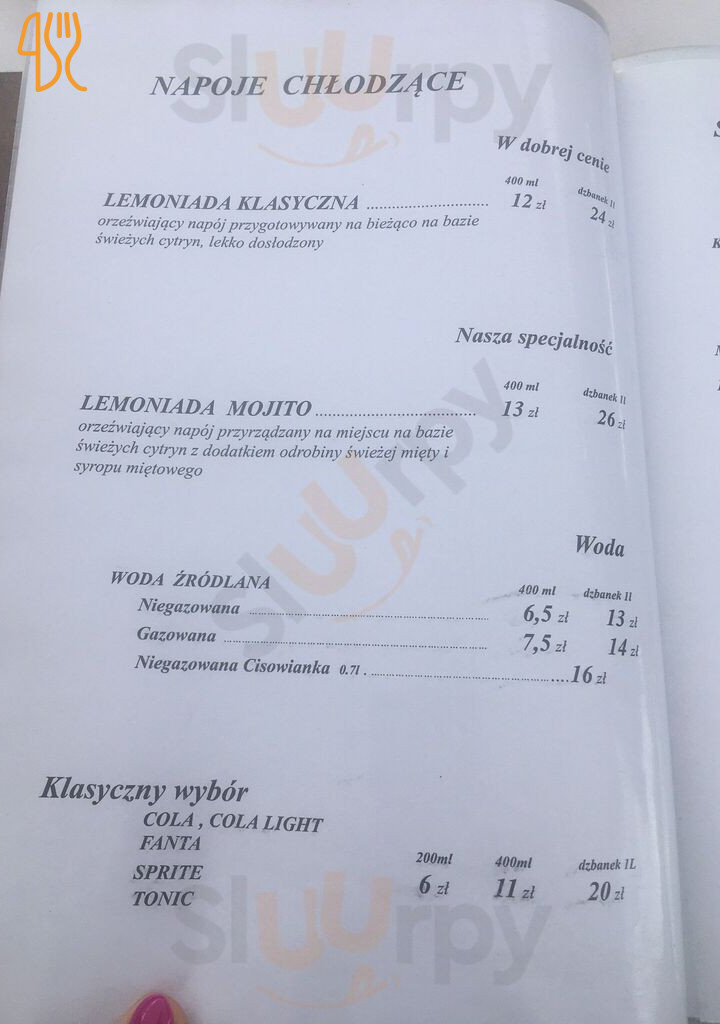 NAPOJE CHŁODZĄCE
W dobrej cenie
400 ml dzbanek 1l
LEMONIADA KLASYCZNA ............................ 12 zł 24 zł
orzeźwiający napój przygotowywany na bieżąco na bazie
świeżych cytryn, lekko dosłodzony
Nasza specjalność
400 ml dzbanek 1l
LEMONIADA MOJITO .................................... 13 zł 26 zł
orzeźwiający napój przyrządzany na miejscu na bazie
świeżych cytryn z dodatkiem odrobiny świeżej mięty i
syropu miętowego
Woda
WODA ŹRÓDLANA 400 ml dzbanek 1l
Niegazowana ............................................................ 6,5 zł 13 zł
Gazowana .................................................................. 7,5 zł 14 zł
Niegazowana Cisowianka 0.7l . ..................................................... 16 zł
Klasyczny wybór
COLA , COLA LIGHT
FANTA
200ml 400ml dzbanek 1L
SPRITE 6 zł 11 zł 20 zł
TONIC
Sluurpy
Sluurpy
Sluurpy